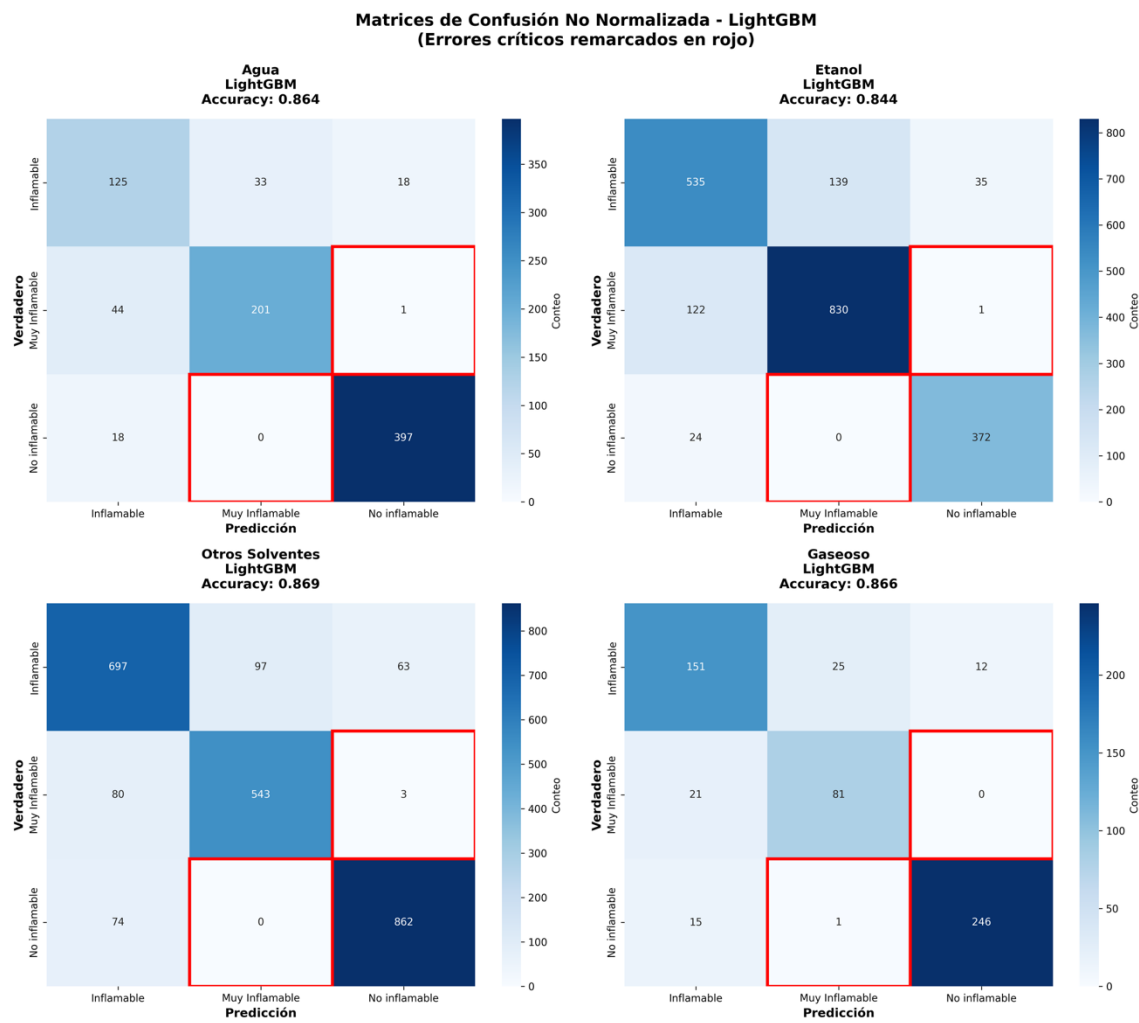 Matrices de Confusión No Normalizada - LightGBM
(Errores críticos remarcados en rojo)
Agua
LightGBM
Accuracy: 0.864
Verdadero
Inflamable
Muy Inflamable
No inflamable
125 33 18
44 201 1
18 0 397
Inflamable Muy Inflamable No inflamable
Predicción
350
300
250
200
150
100
50
0
Conteo
Etanol
LightGBM
Accuracy: 0.844
Verdadero
Inflamable
Muy Inflamable
No inflamable
535 139 35
122 830 1
24 0 372
Inflamable Muy Inflamable No inflamable
Predicción
800
700
600
500
400
300
200
100
0
Conteo
Otros Solventes
LightGBM
Accuracy: 0.869
Verdadero
Inflamable
Muy Inflamable
No inflamable
697 97 63
80 543 3
74 0 862
Inflamable Muy Inflamable No inflamable
Predicción
800
700
600
500
400
300
200
100
0
Conteo
Gaseoso
LightGBM
Accuracy: 0.866
Verdadero
Inflamable
Muy Inflamable
No inflamable
151 25 12
21 81 0
15 1 246
Inflamable Muy Inflamable No inflamable
Predicción
200
150
100
50
0
Conteo